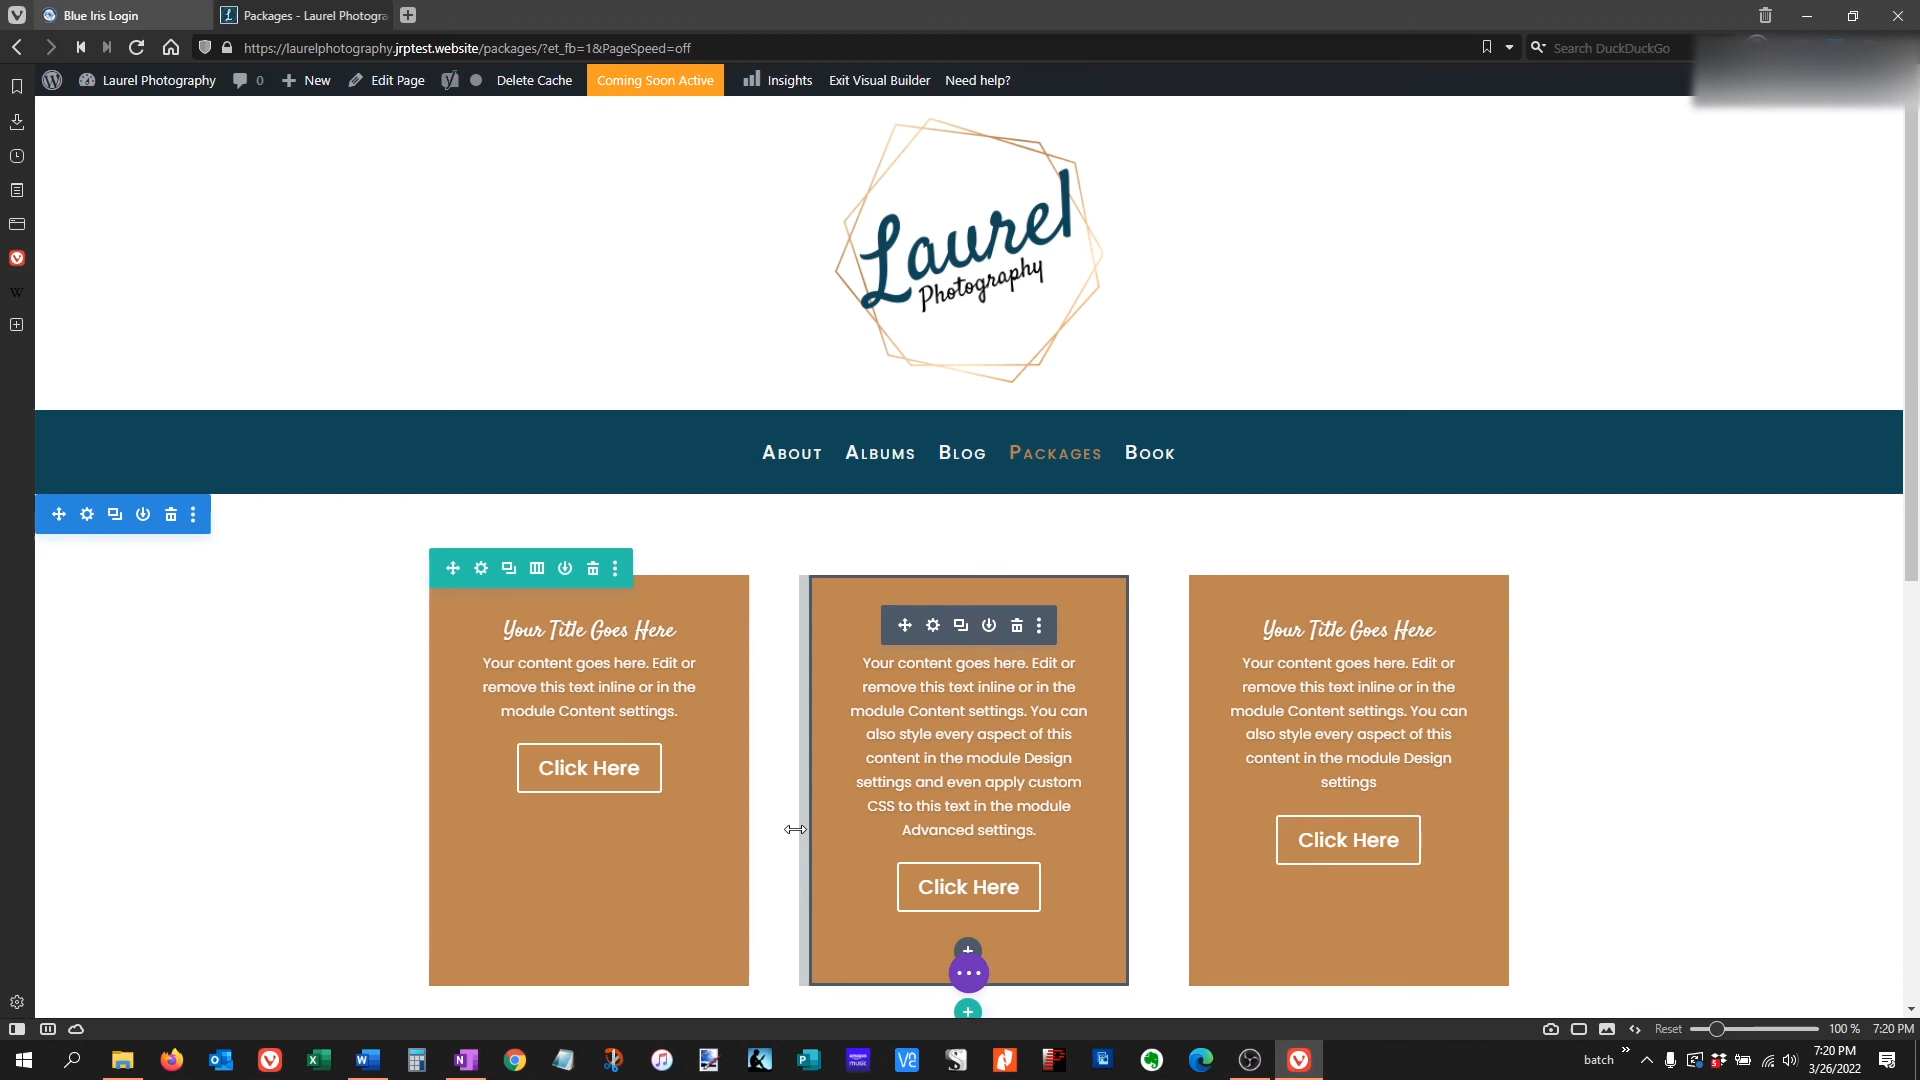 Blue Iris Login
Packages - Laurel Photogra
https://laurelphotography.jrptest.website/packages/?et_fb=1&PageSpeed=off
Search DuckDuckGo
Laurel Photography
0
New
Edit Page
Delete Cache
Coming Soon Active
Insights
Exit Visual Builder
Need help?
Laurel
Photography
About
Albums
Blog
Packages
Book
Your Title Goes Here
Your content goes here. Edit or
remove this text inline or in the
module Content settings.
Click Here
Your content goes here. Edit or
remove this text inline or in the
module Content settings. You can
also style every aspect of this
content in the module Design
settings and even apply custom
CSS to this text in the module
Advanced settings.
Click Here
Your Title Goes Here
Your content goes here. Edit or
remove this text inline or in the
module Content settings. You can
also style every aspect of this
content in the module Design
settings
Click Here
Reset
100 %
7:20 PM
batch
7:20 PM
3/26/2022